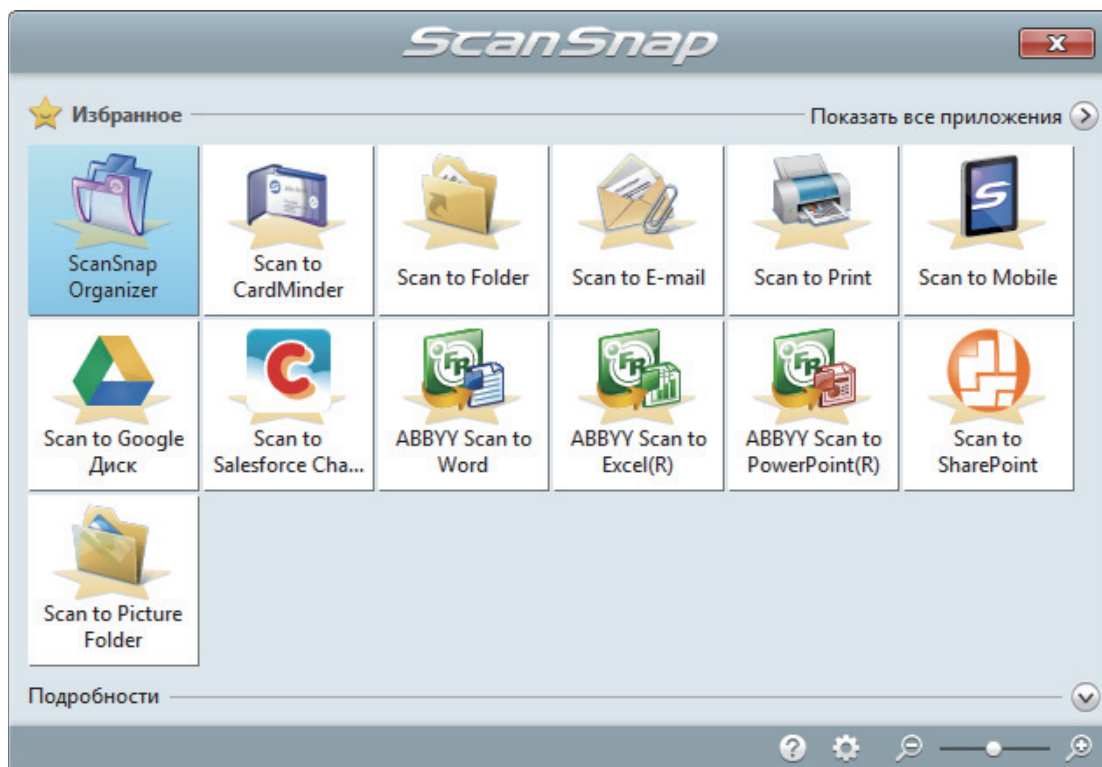 ScanSnap
Избранное
Показать все приложения
ScanSnap
Organizer
Scan to
CardMinder
Scan to Folder
Scan to E-mail
Scan to Print
Scan to Mobile
Scan to Google
Диск
Scan to
Salesforce Cha...
ABBYY Scan to
Word
ABBYY Scan to
Excel(R)
ABBYY Scan to
PowerPoint(R)
Scan to
SharePoint
Scan to Picture
Folder
Подробности